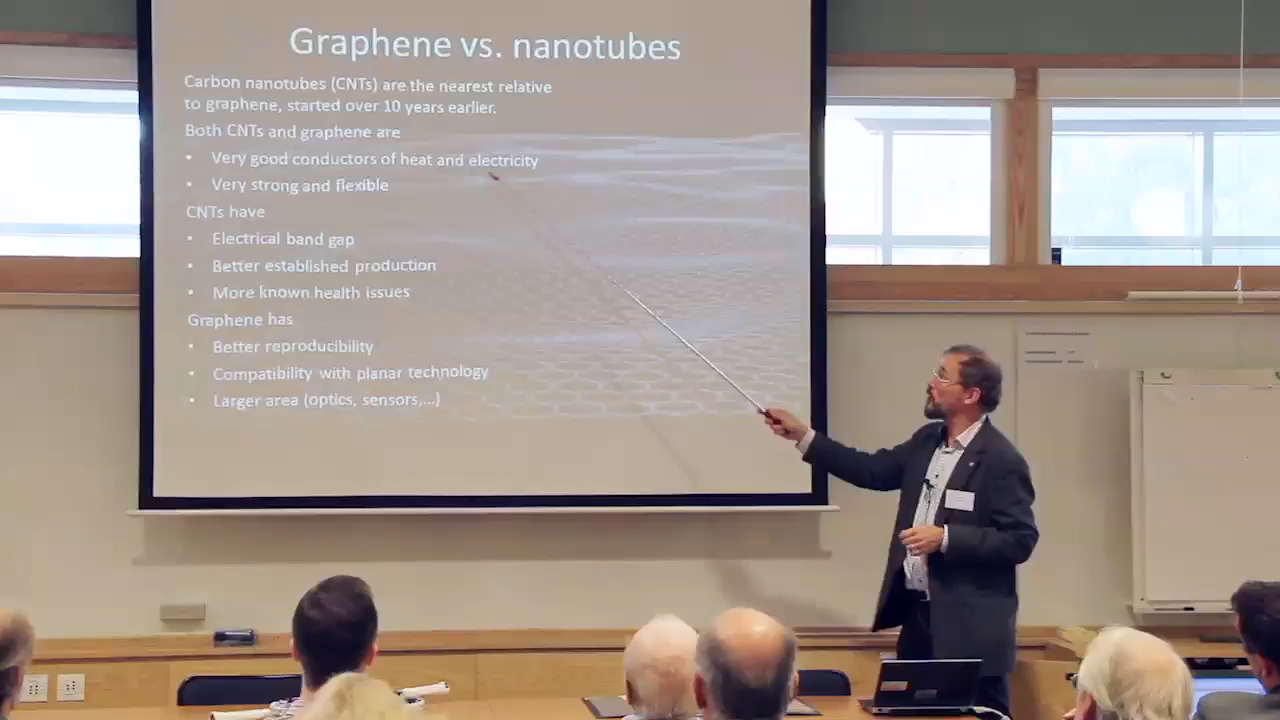 Graphene vs. nanotubes
Carbon nanotubes (CNTs) are the nearest relative
to graphene, started over 10 years earlier.
Both CNTs and graphene are
• Very good conductors of heat and electricity
• Very strong and flexible
CNTs have
• Electrical band gap
• Better established production
• More known health issues
Graphene has
• Better reproducibility
• Compatibility with planar technology
• Larger area (optics, sensors,...)